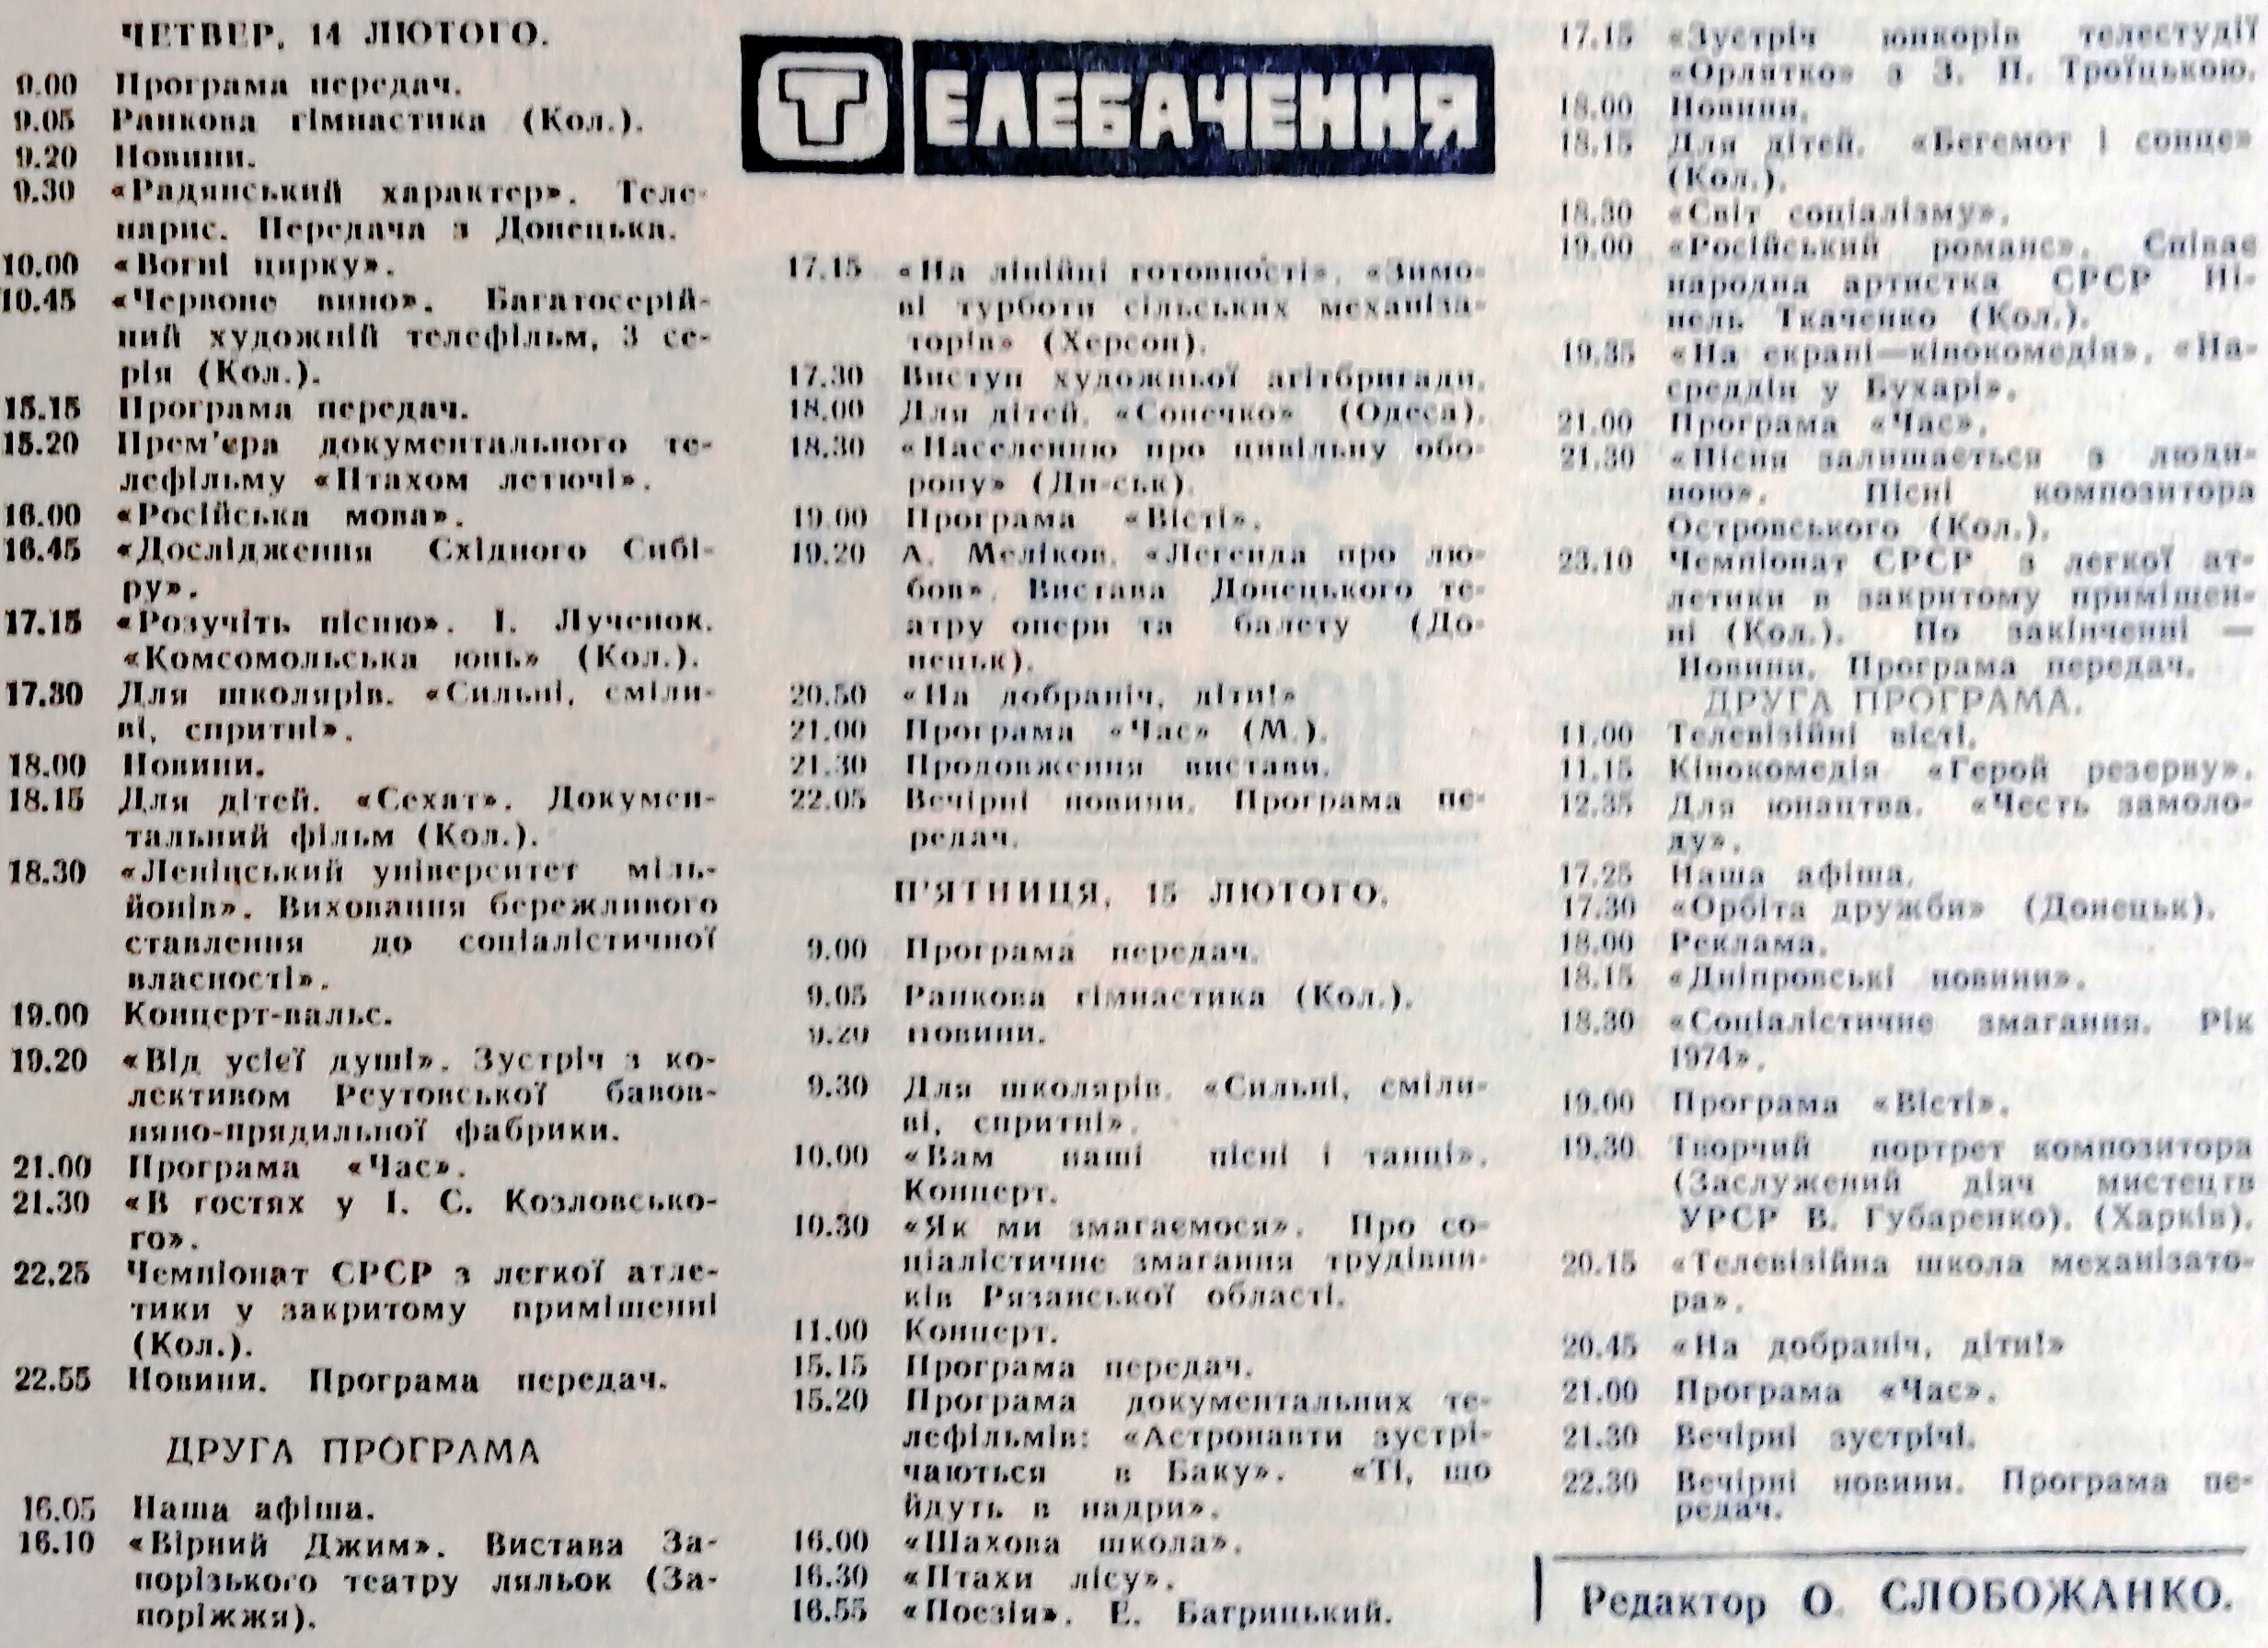 ЧЕТВЕР, 14 ЛЮТОГО.
9.00 Програма передач.
9.05 Ранкова гімнастика (Кол.).
9.20 Новини.
9.30 «Радянський характер». Теле-
нарис. Передача з Донецька.
10.00 «Вогні цирку».
10.45 «Червоне вино». Багатосерій-
ний художній телефільм, 3 се-
рія (Кол.).
15.15 Програма передач.
15.20 Прем'єра документального те-
лефільму «Птахом летючі».
16.00 «Російська мова».
16.45 «Дослідження Східного Сибі-
ру».
17.15 «Розучіть пісню». І. Лученок.
«Комсомольська юнь» (Кол.).
17.30 Для школярів. «Сильні, сміли-
ві, спритні».
18.00 Новини.
18.15 Для дітей. «Сехат». Докумен-
тальний фільм (Кол.).
18.30 «Леніцський університет міль-
йонів». Виховання бережливого
ставлення до соціалістичної
власності».
19.00 Концерт-вальс.
19.20 «Від усієї душі». Зустріч з ко-
лективом Реутовської бавов-
няно-прядильної фабрики.
21.00 Програма «Час».
21.30 «В гостях у І. С. Козловсько-
го».
22.25 Чемпіонат СРСР з легкої атле-
тики у закритому приміщенні
(Кол.).
22.55 Новини. Програма передач.
ДРУГА ПРОГРАМА
16.05 Наша афіша.
16.10 «Вірний Джим». Вистава За-
порізького театру ляльок (За-
поріжжя).
ТЕЛЕБАЧЕННЯ
17.15 «На лінійці готовності». «Зимо-
ві турботи сільських механіза-
торів» (Херсон).
17.30 Виступ художньої агітбригади.
18.00 Для дітей. «Сонечко» (Одеса).
18.30 «Населенню про цивільну обо-
рону» (Дн-ськ).
19.00 Програма «Вісті».
19.20 А. Меліков. «Легенда про лю-
бов». Вистава Донецького те-
атру опери та балету (До-
нецьк).
20.50 «На добраніч, діти!»
21.00 Програма «Час» (М.).
21.30 Продовження вистави.
22.05 Вечірні новини. Програма пе-
редач.
П'ЯТНИЦЯ, 15 ЛЮТОГО.
9.00 Програма передач.
9.05 Ранкова гімнастика (Кол.).
9.20 Новини.
9.30 Для школярів. «Сильні, сміли-
ві, спритні».
10.00 «Вам наші пісні і танці».
Концерт.
10.30 «Як ми змагаємося». Про со-
ціалістичне змагання трудівни-
ків Рязанської області.
11.00 Концерт.
15.15 Програма передач.
15.20 Програма документальних те-
лефільмів: «Астронавти зустрі-
чаються в Баку». «Ті, що
йдуть в надри».
16.00 «Шахова школа».
16.30 «Птахи лісу».
16.55 «Поезія». Е. Багрицький.
17.15 «Зустріч юнкорів телестудії
«Орлятко» з З. П. Троїцькою.
18.00 Новини.
18.15 Для дітей. «Бегемот і сонце»
(Кол.).
18.30 «Світ соціалізму».
19.00 «Російський романс». Співає
народна артистка СРСР Ні-
нель Ткаченко (Кол.).
19.35 «На екрані—кінокомедія». «На-
среддін у Бухарі».
21.00 Програма «Час».
21.30 «Пісня залишається з люди-
ною». Пісні композитора
Островського (Кол.).
23.10 Чемпіонат СРСР з легкої ат-
летики в закритому приміщен-
ні (Кол.). По закінченні —
Новини. Програма передач.
ДРУГА ПРОГРАМА.
11.00 Телевізійні вісті.
11.15 Кінокомедія «Герой резерву».
12.35 Для юнацтва. «Честь замоло-
ду».
17.25 Наша афіша.
17.30 «Орбіта дружби» (Донецьк).
18.00 Реклама.
18.15 «Дніпровські новини».
18.30 «Соціалістичне змагання. Рік
1974».
19.00 Програма «Вісті».
19.30 Творчий портрет композитора
(Заслужений діяч мистецтв
УРСР В. Губаренко). (Харків).
20.15 «Телевізійна школа механізато-
ра».
20.45 «На добраніч, діти!»
21.00 Програма «Час».
21.30 Вечірні зустрічі.
22.30 Вечірні новини. Програма пе-
редач.
Редактор О. СЛОБОЖАНКО.